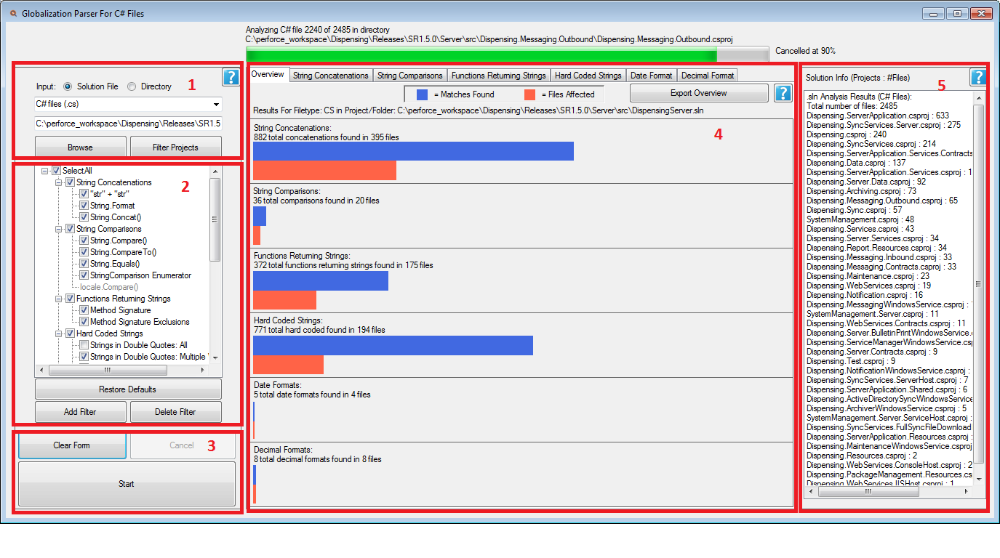 Globalization Parser For C# Files
Analyzing C# file 2240 of 2485 in directory
C:\perforce_workspace\Dispensing\Releases\SR1.5.0\Server\src\Dispensing.Messaging.Outbound\Dispensing.Messaging.Outbound.csproj
Cancelled at 90%
?
Input: Solution File Directory 1
C# files (.cs)
C:\perforce_workspace\Dispensing\Releases\SR1.5
Browse Filter Projects
2
SelectAll
String Concatenations
"str" + "str"
String.Format
String.Concat()
String Comparisons
String.Compare()
String.CompareTo()
String.Equals()
StringComparison Enumerator
locale.Compare()
Functions Returning Strings
Method Signature
Method Signature Exclusions
Hard Coded Strings
Strings in Double Quotes: All
Strings in Double Quotes: Multiple
Restore Defaults
Add Filter Delete Filter
Clear Form Cancel 3
Start
Overview String Concatenations String Comparisons Functions Returning Strings Hard Coded Strings Date Format Decimal Format
= Matches Found = Files Affected Export Overview ?
Results For Filetype: CS in Project/Folder: C:\perforce_workspace\Dispensing\Releases\SR1.5.0\Server\src\DispensingServer.sln
4
String Concatenations:
882 total concatenations found in 395 files
String Comparisons:
36 total comparisons found in 20 files
Functions Returning Strings:
372 total functions returning strings found in 175 files
Hard Coded Strings:
771 total hard coded found in 194 files
Date Formats:
5 total date formats found in 4 files
Decimal Formats:
8 total decimal formats found in 8 files
Solution Info (Projects : #Files) 5 ?
.sln Analysis Results (C# Files):
Total number of files: 2485
Dispensing.ServerApplication.csproj : 633
Dispensing.SyncServices.Server.csproj : 275
Dispensing.csproj : 240
Dispensing.SyncServices.csproj : 214
Dispensing.ServerApplication.Services.Contracts
Dispensing.Data.csproj : 137
Dispensing.ServerApplication.Services.csproj : 1
Dispensing.Server.Data.csproj : 92
Dispensing.Archiving.csproj : 73
Dispensing.Messaging.Outbound.csproj : 65
Dispensing.Sync.csproj : 57
SystemManagement.csproj : 48
Dispensing.Services.csproj : 43
Dispensing.Server.Services.csproj : 34
Dispensing.Report.Resources.csproj : 34
Dispensing.Messaging.Inbound.csproj : 33
Dispensing.Messaging.Contracts.csproj : 33
Dispensing.Maintenance.csproj : 23
Dispensing.WebServices.csproj : 19
Dispensing.Notification.csproj : 16
Dispensing.MessagingWindowsService.csproj :
SystemManagement.Server.csproj : 11
Dispensing.WebServices.Contracts.csproj : 11
Dispensing.Server.BulletinPrintWindowsService.
Dispensing.ServiceManagerWindowsService.csp
Dispensing.Server.Contracts.csproj : 9
Dispensing.Test.csproj : 9
Dispensing.NotificationWindowsService.csproj :
Dispensing.SyncServices.ServerHost.csproj : 7
Dispensing.ServerApplication.Shared.csproj : 6
Dispensing.ActiveDirectorySyncWindowsService
Dispensing.ArchiverWindowsService.csproj : 5
SystemManagement.Server.ServiceHost.csproj :
Dispensing.SyncServices.FullSyncFileDownload
Dispensing.ServerApplication.Resources.csproj :
Dispensing.MaintenanceWindowsService.csproj
Dispensing.Resources.csproj : 2
Dispensing.WebServices.ConsoleHost.csproj : 2
Dispensing.PackageManagement.Resources.cs
Dispensing.WebServices.IISHost.csproj : 1